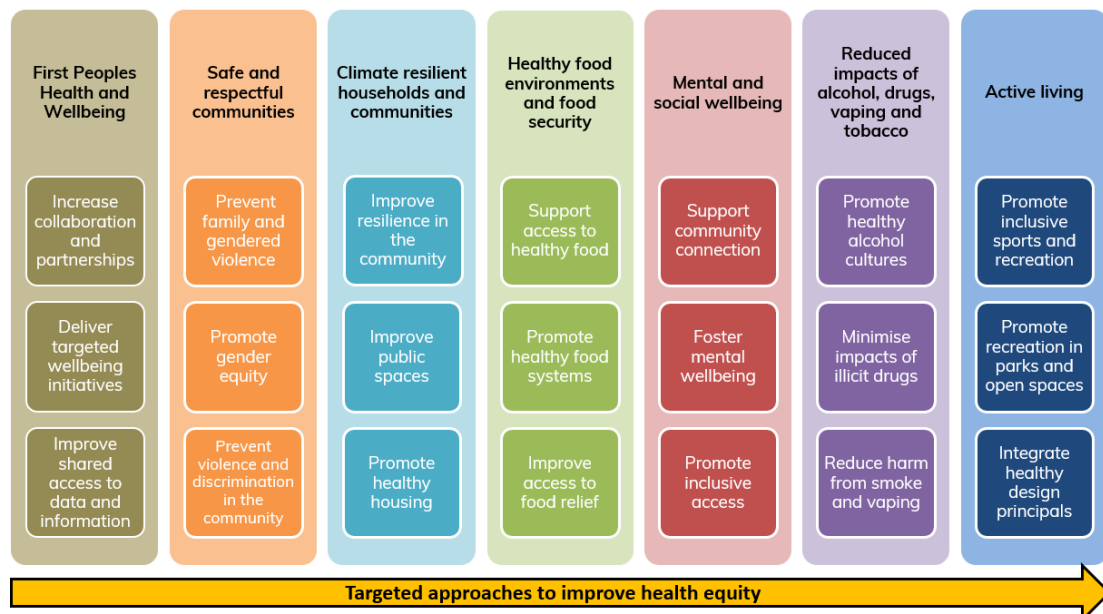 First Peoples
Health and
Wellbeing
Increase
collaboration
and
partnerships
Deliver
targeted
wellbeing
initiatives
Improve
shared
access to
data and
information
Safe and
respectful
communities
Prevent
family and
gendered
violence
Promote
gender
equity
Prevent
violence and
discrimination
in the
community
Climate resilient
households and
communities
Improve
resilience in
the
community
Improve
public
spaces
Promote
healthy
housing
Healthy food
environments
and food
security
Support
access to
healthy food
Promote
healthy food
systems
Improve
access to
food relief
Mental and
social wellbeing
Support
community
connection
Foster
mental
wellbeing
Promote
inclusive
access
Reduced
impacts of
alcohol, drugs,
vaping and
tobacco
Promote
healthy
alcohol
cultures
Minimise
impacts of
illicit drugs
Reduce harm
from smoke
and vaping
Active living
Promote
inclusive
sports and
recreation
Promote
recreation in
parks and
open spaces
Integrate
healthy
design
principals
Targeted approaches to improve health equity